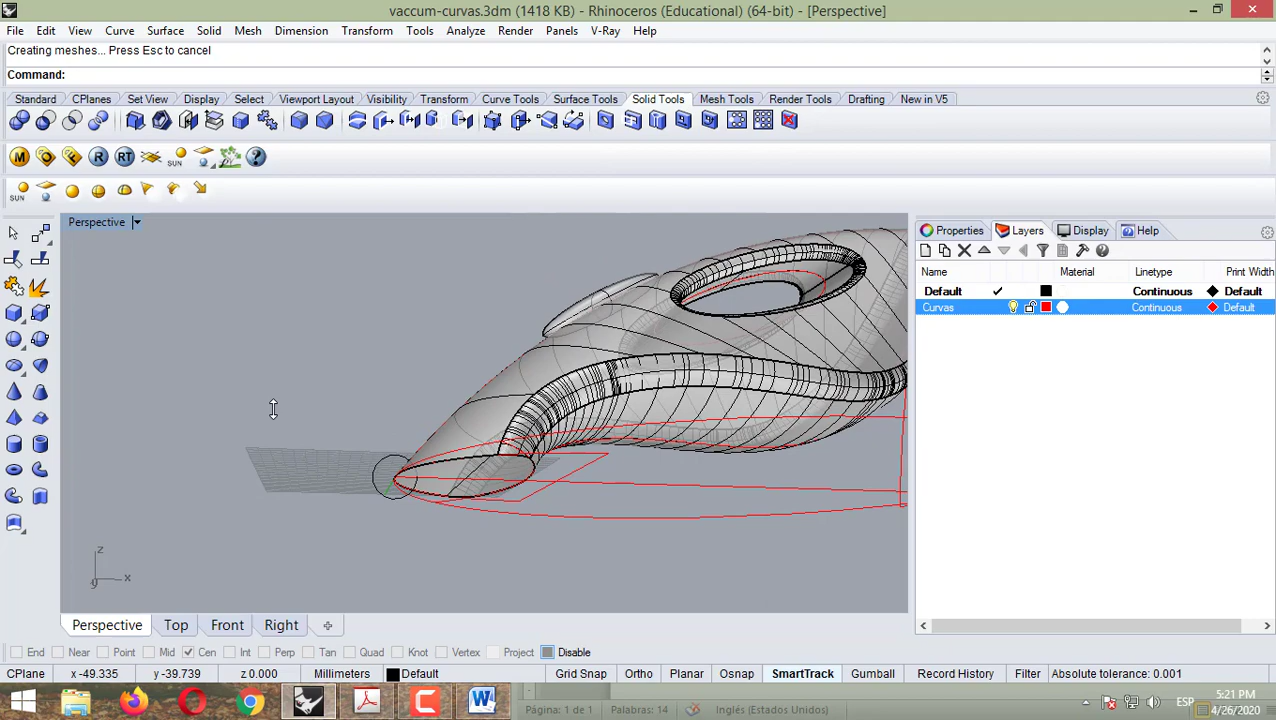 vaccum-curvas.3dm (1418 KB) - Rhinoceros (Educational) (64-bit) - [Perspective]
File Edit View Curve Surface Solid Mesh Dimension Transform Tools Analyze Render Panels V-Ray Help
Creating meshes... Press Esc to cancel
Command:
Standard CPlanes Set View Display Select Viewport Layout Visibility Transform Curve Tools Surface Tools Solid Tools Mesh Tools Render Tools Drafting New in V5
M O F R RT SUN ?
SUN
Perspective
Properties Layers Display Help
Name Material Linetype Print Width
Default Continuous Default
Curvas Continuous Default
z
y x
Perspective Top Front Right
End Near Point Mid Cen Int Perp Tan Quad Knot Vertex Project Disable
CPlane x -49.335 y -39.739 z 0.000 Millimeters Default Grid Snap Ortho Planar Osnap SmartTrack Gumball Record History Filter Absolute tolerance: 0.001
Página: 1 de 1 Palabras: 14 Inglés (Estados Unidos) ESP 5:21 PM
4/26/2020